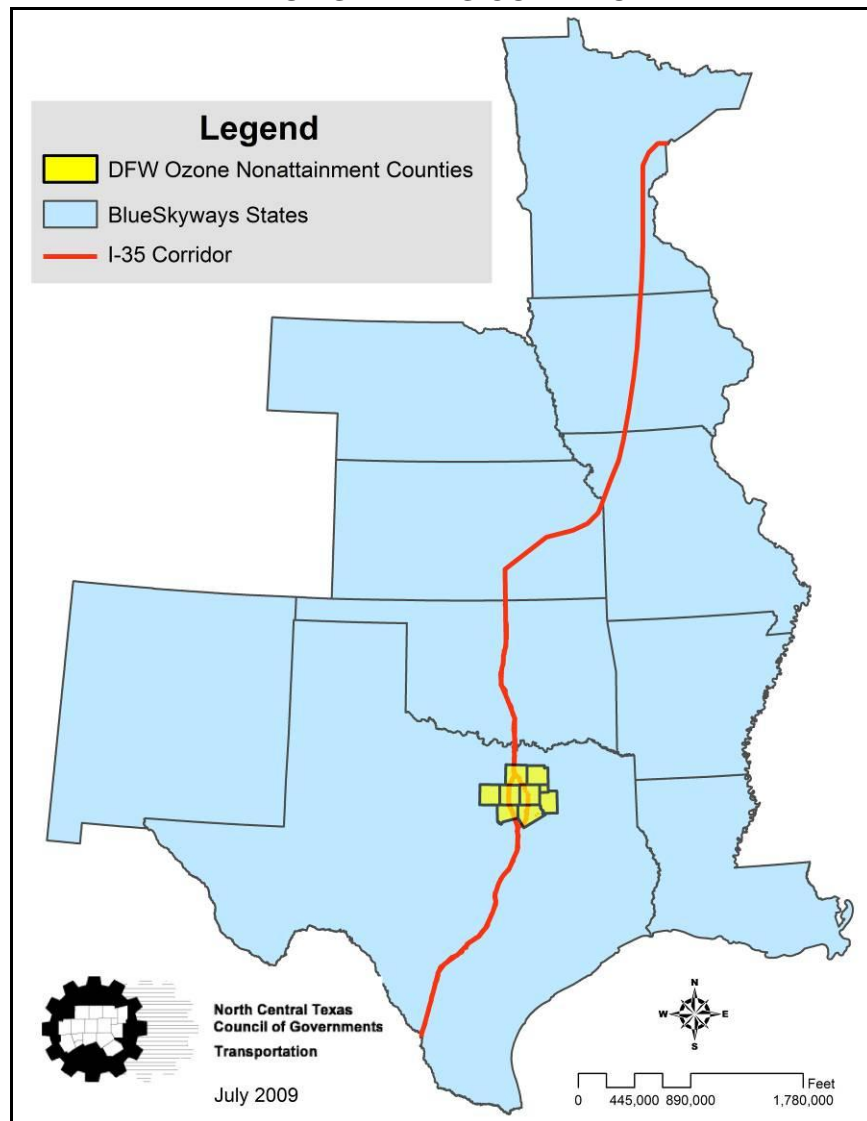 Legend
DFW Ozone Nonattainment Counties
BlueSkyways States
I-35 Corridor
North Central Texas
Council of Governments
Transportation
July 2009
N
W E
S
Feet
0 445,000 890,000 1,780,000